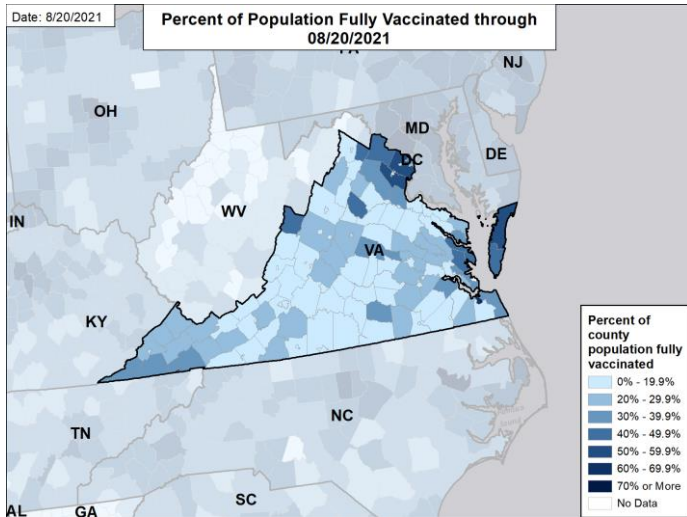 Date: 8/20/2021
Percent of Population Fully Vaccinated through
08/20/2021
PA
NJ
OH
MD
DC
DE
IN
WV
VA
KY
TN
NC
AL
GA
SC
Percent of
county
population fully
vaccinated
0% - 19.9%
20% - 29.9%
30% - 39.9%
40% - 49.9%
50% - 59.9%
60% - 69.9%
70% or More
No Data